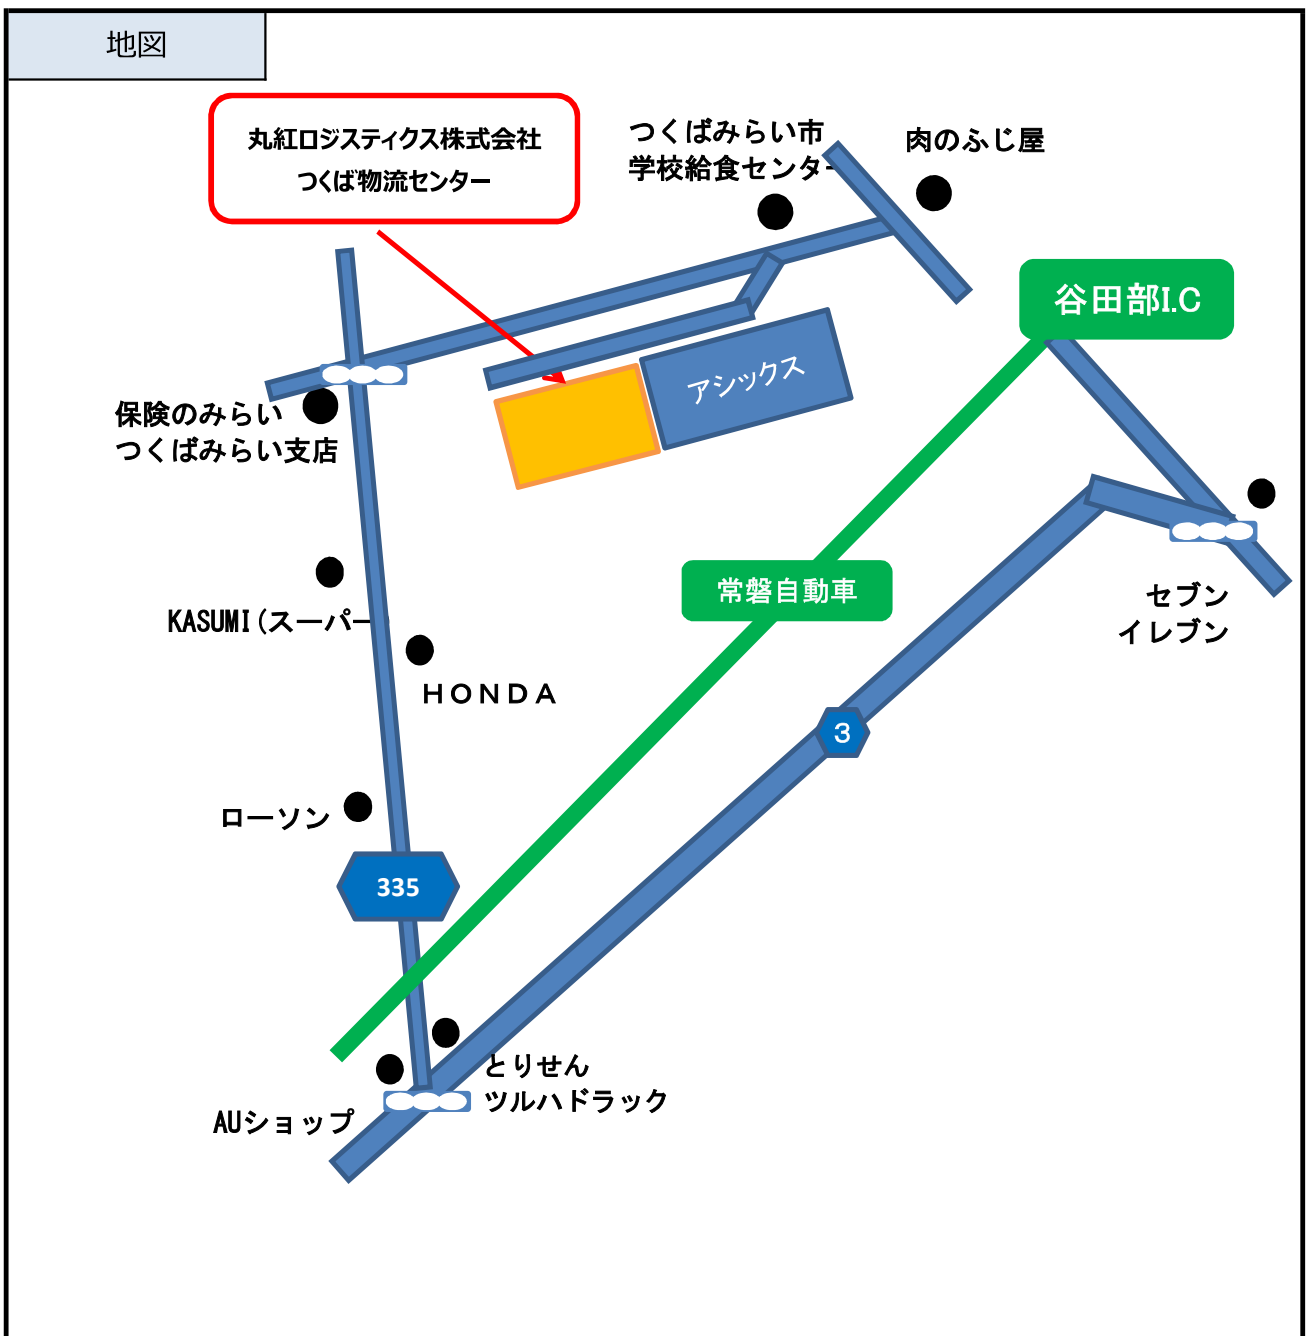 地図
丸紅ロジスティクス株式会社
つくば物流センター
つくばみらい市
学校給食センター
肉のふじ屋
谷田部I.C
アシックス
保険のみらい
つくばみらい支店
常磐自動車
KASUMI(スーパー
セブン
イレブン
HONDA
3
ローソン
335
とりせん
ツルハドラック
AUショップ